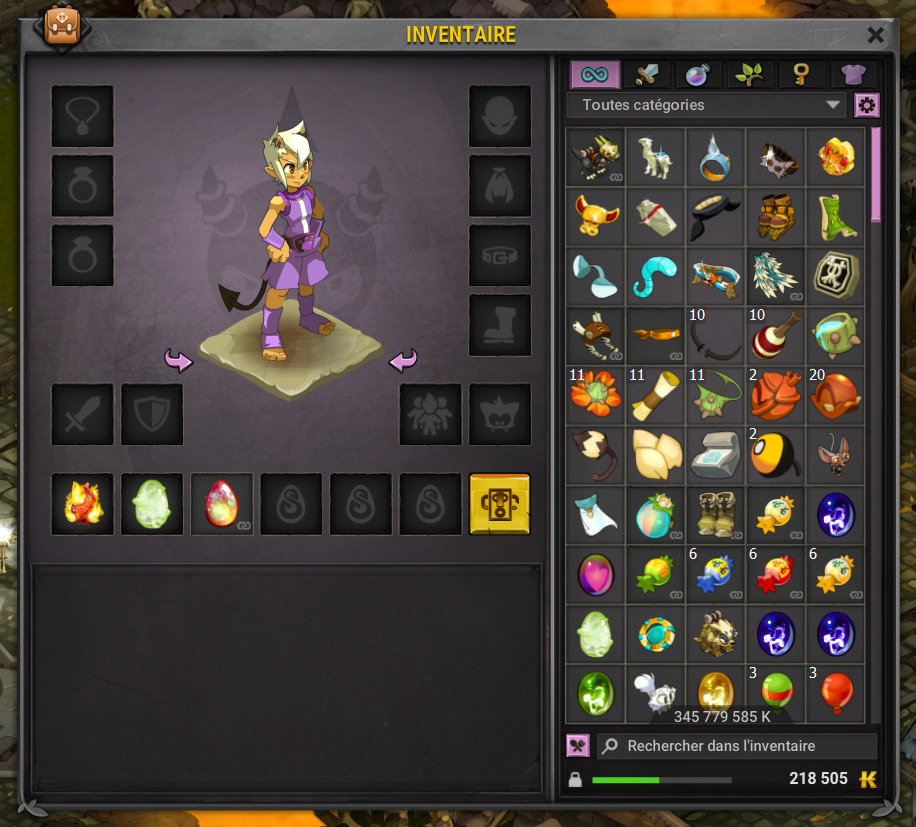 INVENTAIRE
Toutes catégories
10 10
11 11 11 2 20
2
6 6 6
3 3
345 779 585 K
Rechercher dans l'inventaire
218 505 K